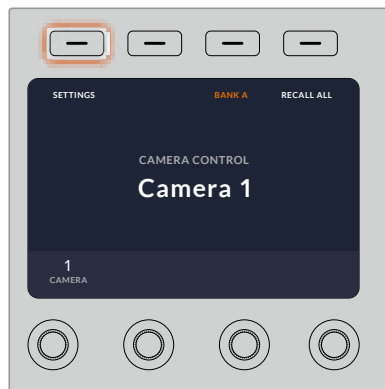 SETTINGS BANK A RECALL ALL
CAMERA CONTROL
Camera 1
1
CAMERA